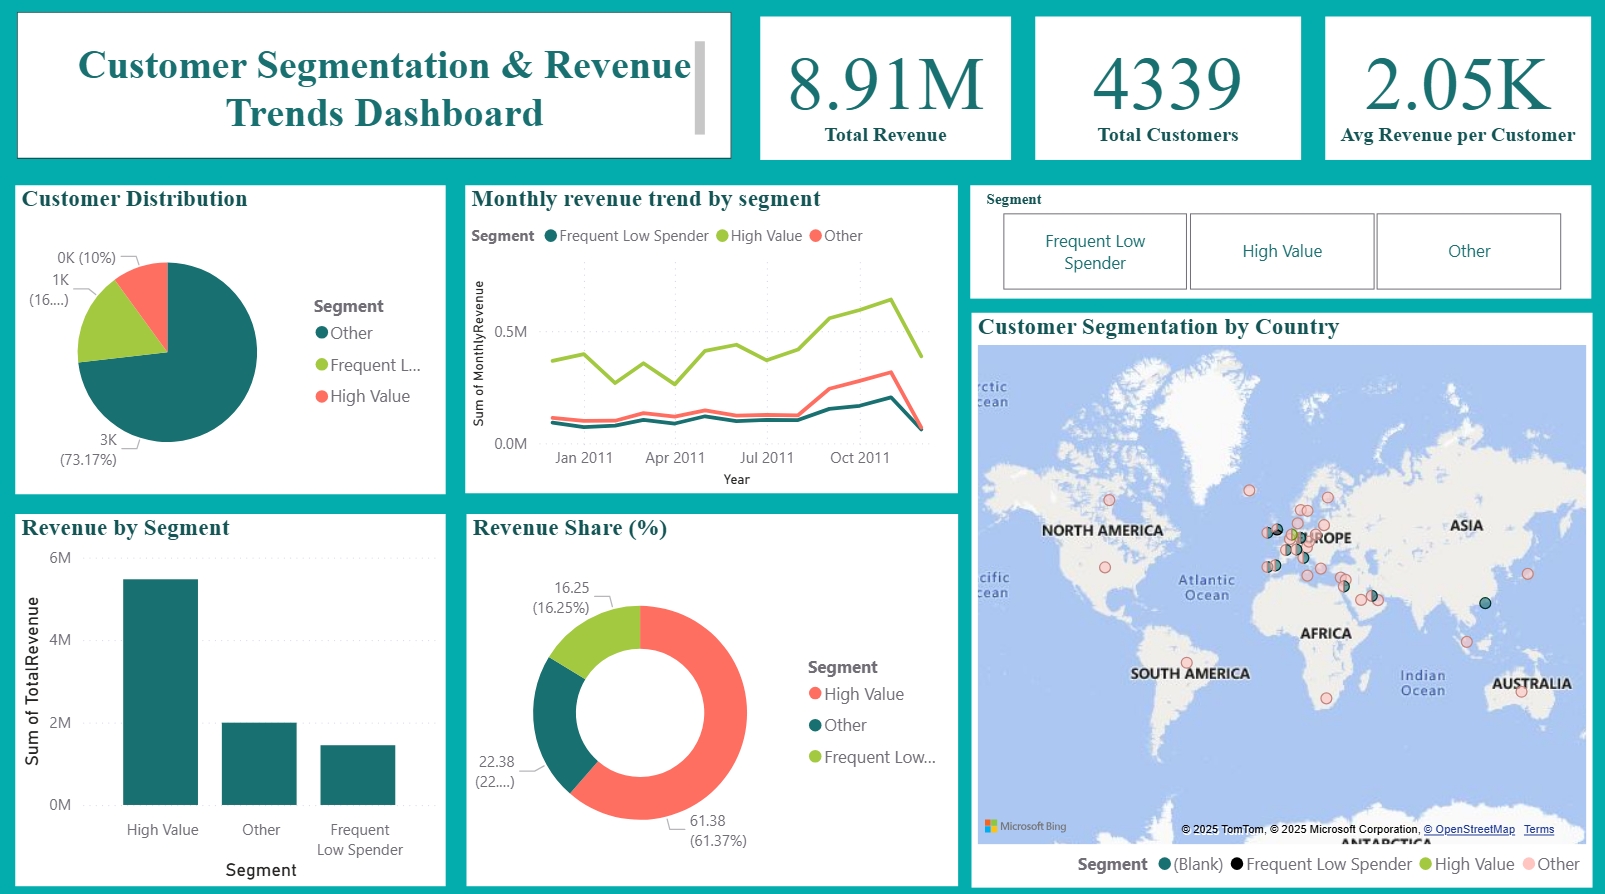 Customer Segmentation & Revenue
Trends Dashboard
8.91M
Total Revenue
4339
Total Customers
2.05K
Avg Revenue per Customer
Customer Distribution
0K (10%)
1K
(16....)
3K
(73.17%)
Segment
Other
Frequent L...
High Value
Monthly revenue trend by segment
Segment Frequent Low Spender High Value Other
Sum of MonthlyRevenue
0.5M
0.0M
Jan 2011 Apr 2011 Jul 2011 Oct 2011
Year
Segment
Frequent Low
Spender
High Value
Other
Revenue by Segment
Sum of TotalRevenue
6M
4M
2M
0M
High Value Other Frequent
Low Spender
Segment
Revenue Share (%)
16.25
(16.25%)
22.38
(22....)
61.38
(61.37%)
Segment
High Value
Other
Frequent Low...
Customer Segmentation by Country
rctic
cean
NORTH AMERICA
ASIA
cific
cean
Atlantic
Ocean
AFRICA
SOUTH AMERICA
Indian
Ocean
AUSTRALIA
Microsoft Bing
© 2025 TomTom, © 2025 Microsoft Corporation, © OpenStreetMap Terms
ANTARCTICA
Segment (Blank) Frequent Low Spender High Value Other